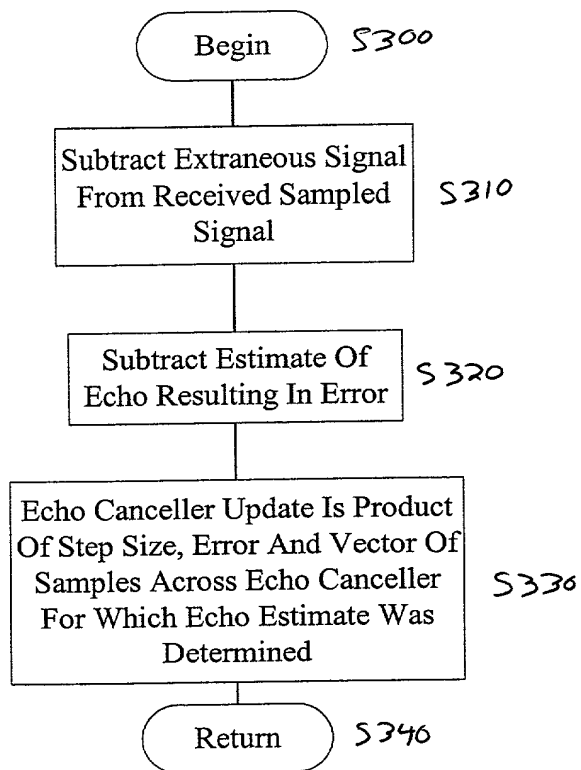 Begin S300
Subtract Extraneous Signal
From Received Sampled
Signal
S310
Subtract Estimate Of
Echo Resulting In Error
S320
Echo Canceller Update Is Product
Of Step Size, Error And Vector Of
Samples Across Echo Canceller
For Which Echo Estimate Was
Determined
S330
Return S340